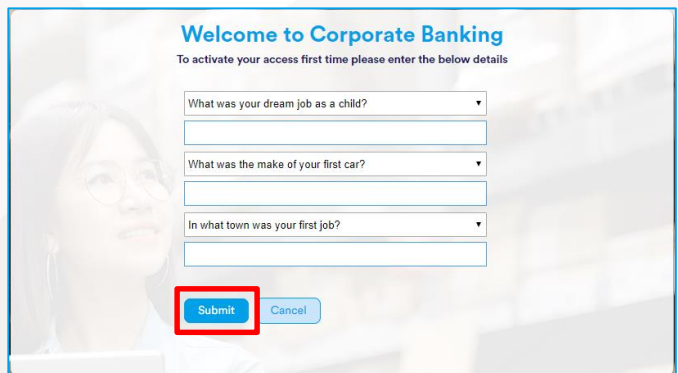 Welcome to Corporate Banking
To activate your access first time please enter the below details
What was your dream job as a child?
What was the make of your first car?
In what town was your first job?
Submit Cancel